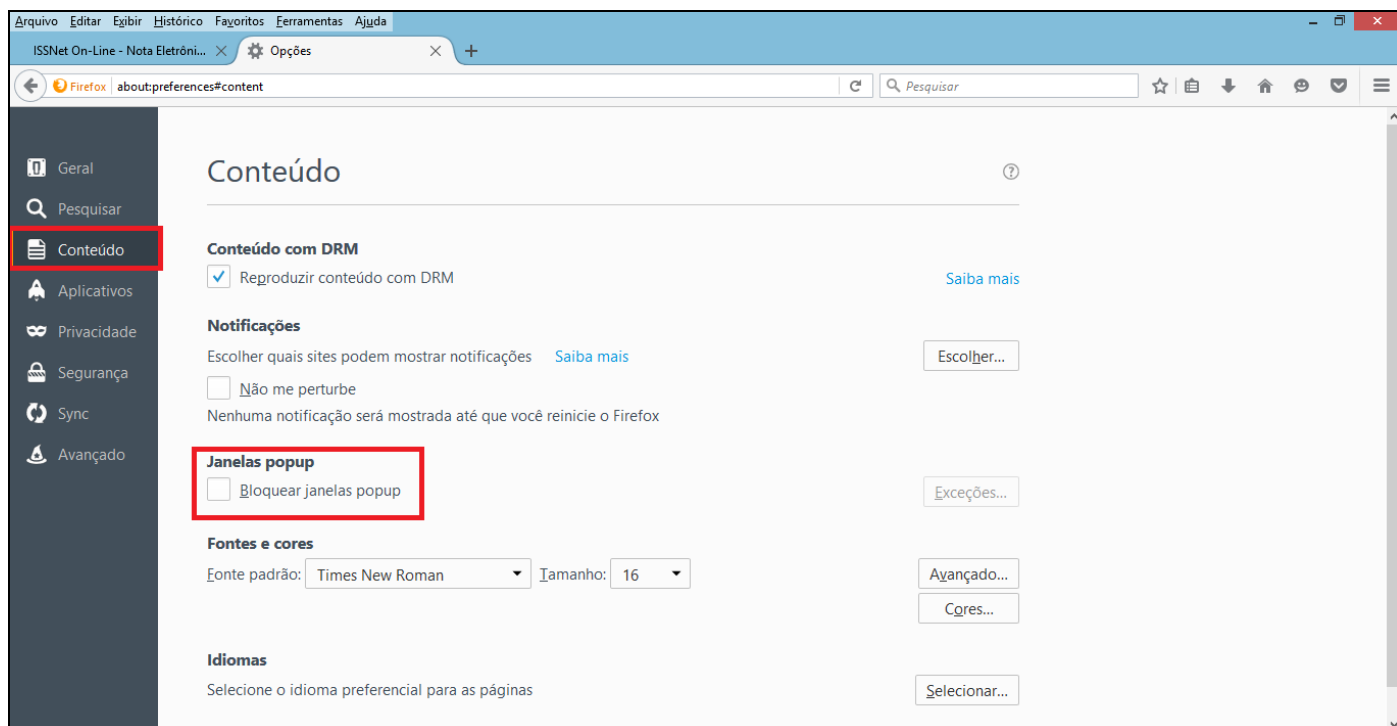 Arquivo Editar Exibir Histórico Favoritos Ferramentas Ajuda
ISSNet On-Line - Nota Eletrôni... Opções
Firefox about:preferences#content Pesquisar
Geral
Pesquisar
Conteúdo
Aplicativos
Privacidade
Segurança
Sync
Avançado
Conteúdo
Conteúdo com DRM
Reproduzir conteúdo com DRM Saiba mais
Notificações
Escolher quais sites podem mostrar notificações Saiba mais Escolher...
Não me perturbe
Nenhuma notificação será mostrada até que você reinicie o Firefox
Janelas popup
Bloquear janelas popup Exceções...
Fontes e cores
Fonte padrão: Times New Roman Tamanho: 16 Avançado...
Cores...
Idiomas
Selecione o idioma preferencial para as páginas Selecionar...